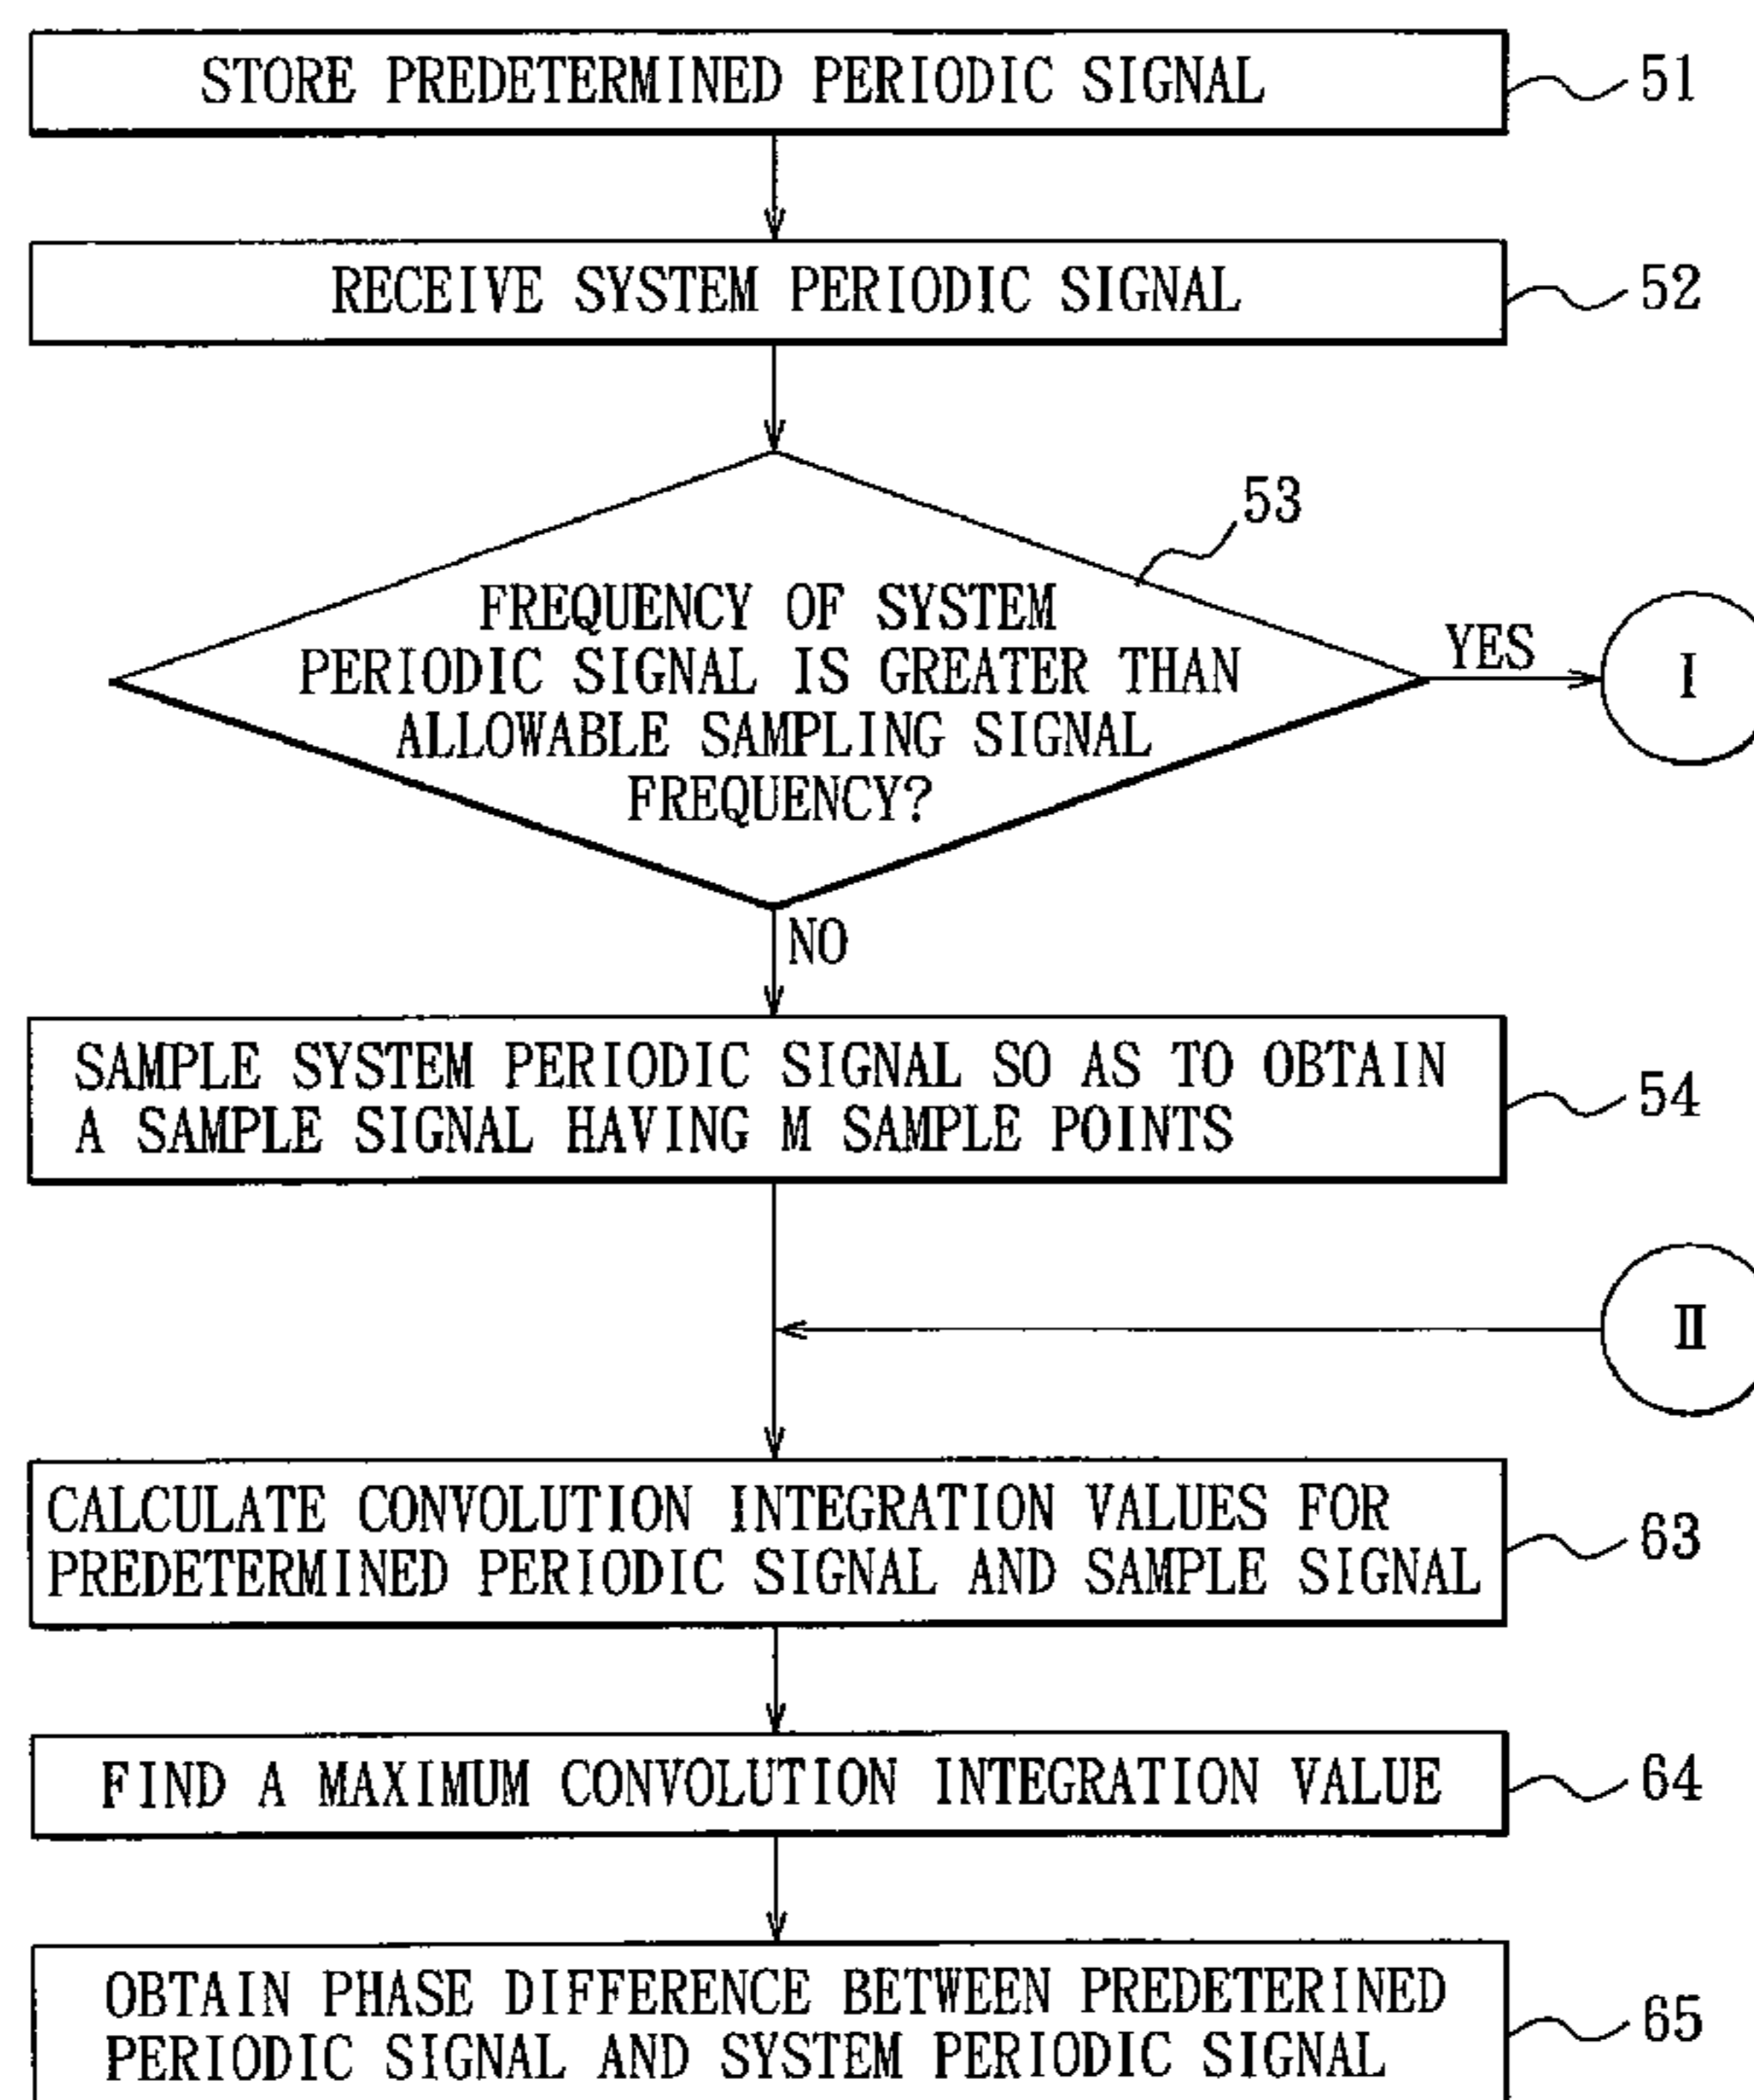 STORE PREDETERMINED PERIODIC SIGNAL
51
RECEIVE SYSTEM PERIODIC SIGNAL
52
53
FREQUENCY OF SYSTEM
PERIODIC SIGNAL IS GREATER THAN
ALLOWABLE SAMPLING SIGNAL
FREQUENCY?
YES
I
NO
SAMPLE SYSTEM PERIODIC SIGNAL SO AS TO OBTAIN
A SAMPLE SIGNAL HAVING M SAMPLE POINTS
54
II
CALCULATE CONVOLUTION INTEGRATION VALUES FOR
PREDETERMINED PERIODIC SIGNAL AND SAMPLE SIGNAL
63
FIND A MAXIMUM CONVOLUTION INTEGRATION VALUE
64
OBTAIN PHASE DIFFERENCE BETWEEN PREDETERINED
PERIODIC SIGNAL AND SYSTEM PERIODIC SIGNAL
65